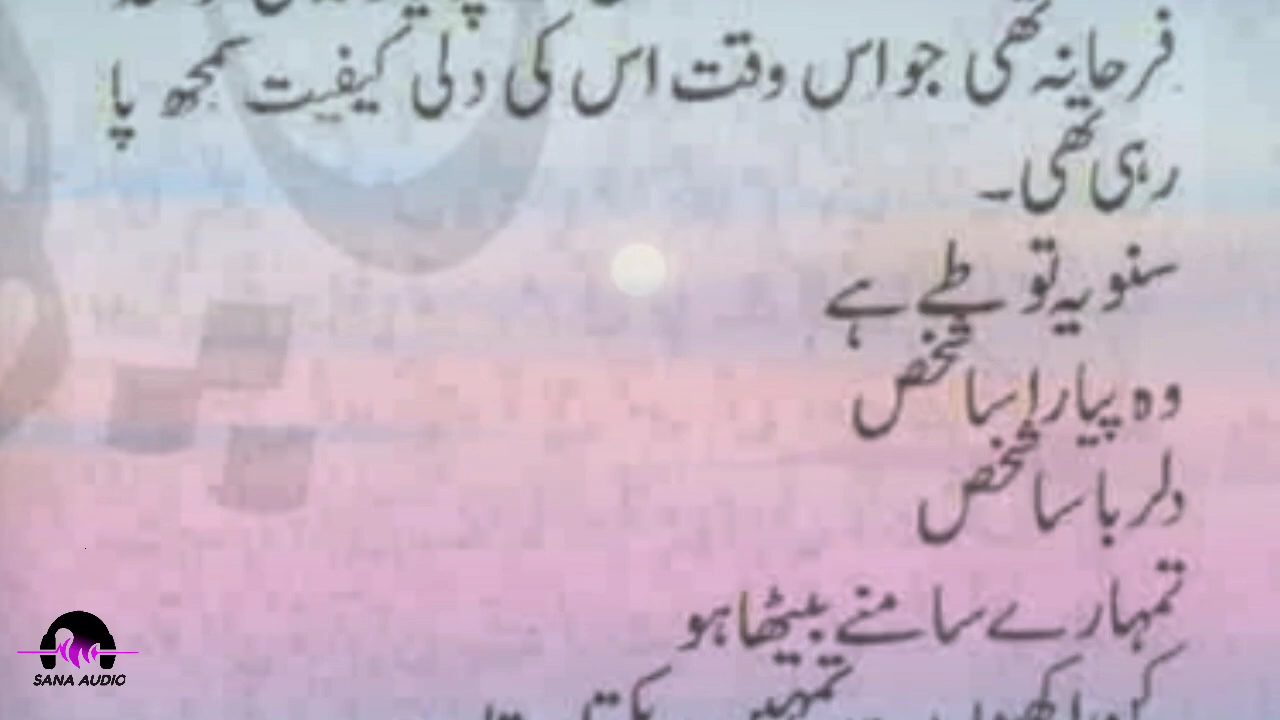 فرحانہ تھی جو اس وقت اس کی دلی کیفیت سمجھ پا
رہی تھی۔
سنو یہ تو طے ہے
وہ پیارا سا شخص
دلربا سا شخص
تمہارے سامنے بیٹھا ہو
SANA AUDIO